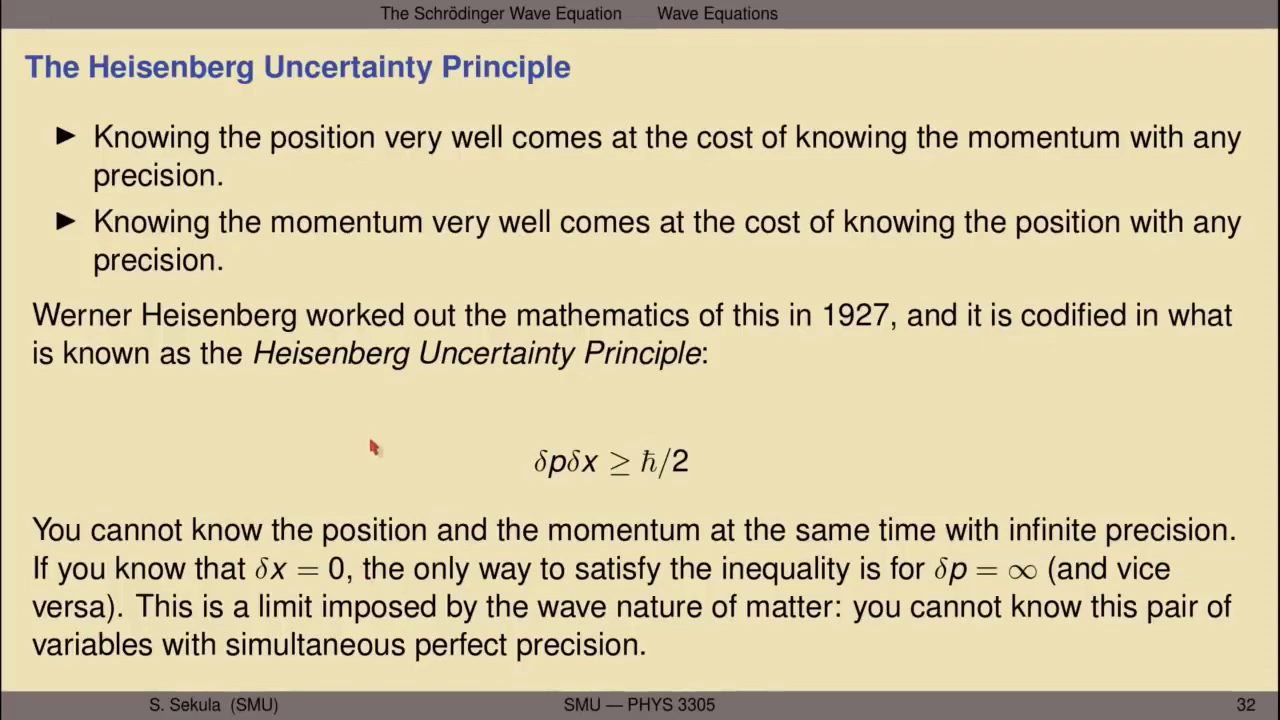 The Schrödinger Wave Equation Wave Equations
The Heisenberg Uncertainty Principle
▶ Knowing the position very well comes at the cost of knowing the momentum with any
precision.
▶ Knowing the momentum very well comes at the cost of knowing the position with any
precision.
Werner Heisenberg worked out the mathematics of this in 1927, and it is codified in what
is known as the Heisenberg Uncertainty Principle:
δpδx ≥ ℏ/2
You cannot know the position and the momentum at the same time with infinite precision.
If you know that δx = 0, the only way to satisfy the inequality is for δp = ∞ (and vice
versa). This is a limit imposed by the wave nature of matter: you cannot know this pair of
variables with simultaneous perfect precision.
S. Sekula (SMU) SMU — PHYS 3305 32